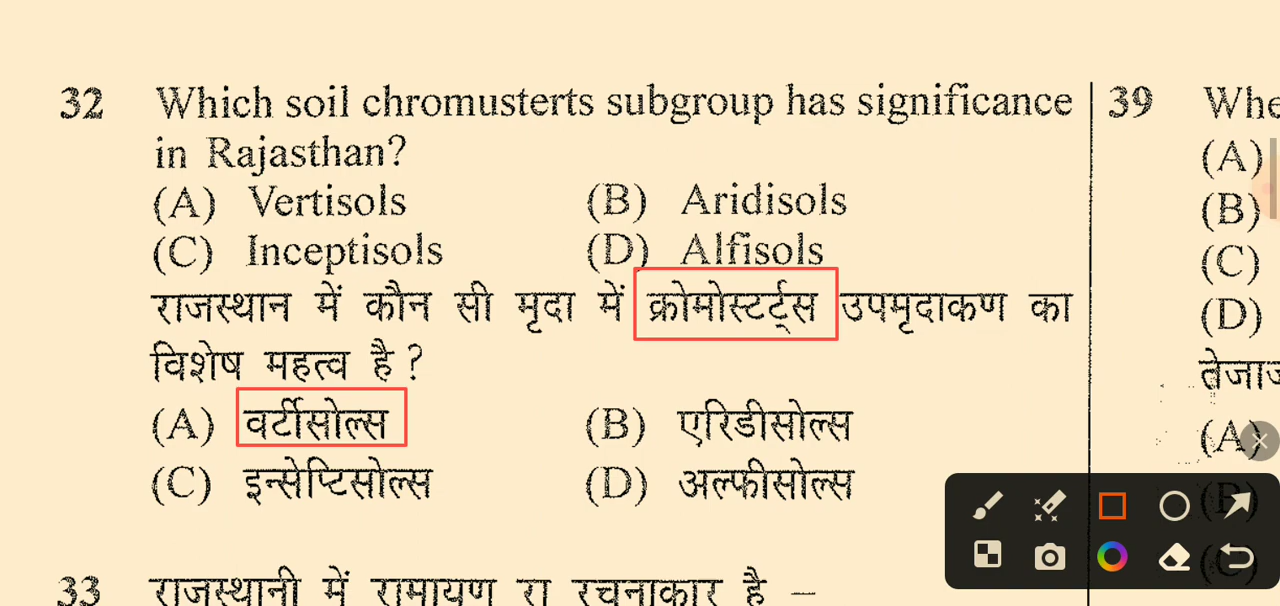 32 Which soil chromusterts subgroup has significance
in Rajasthan?
(A) Vertisols (B) Aridisols
(C) Inceptisols (D) Alfisols
राजस्थान में कौन सी मृदा में क्रोमोस्टर्ट्स उपमृदाकण का
विशेष महत्व है ?
(A) वर्टीसोल्स (B) एरिडीसोल्स
(C) इन्सेप्टिसोल्स (D) अल्फीसोल्स
33 राजस्थानी में रामायण रा रचनाकार है –
39
(A)
(B)
(C)
(D)
(A)
(B)
(C)